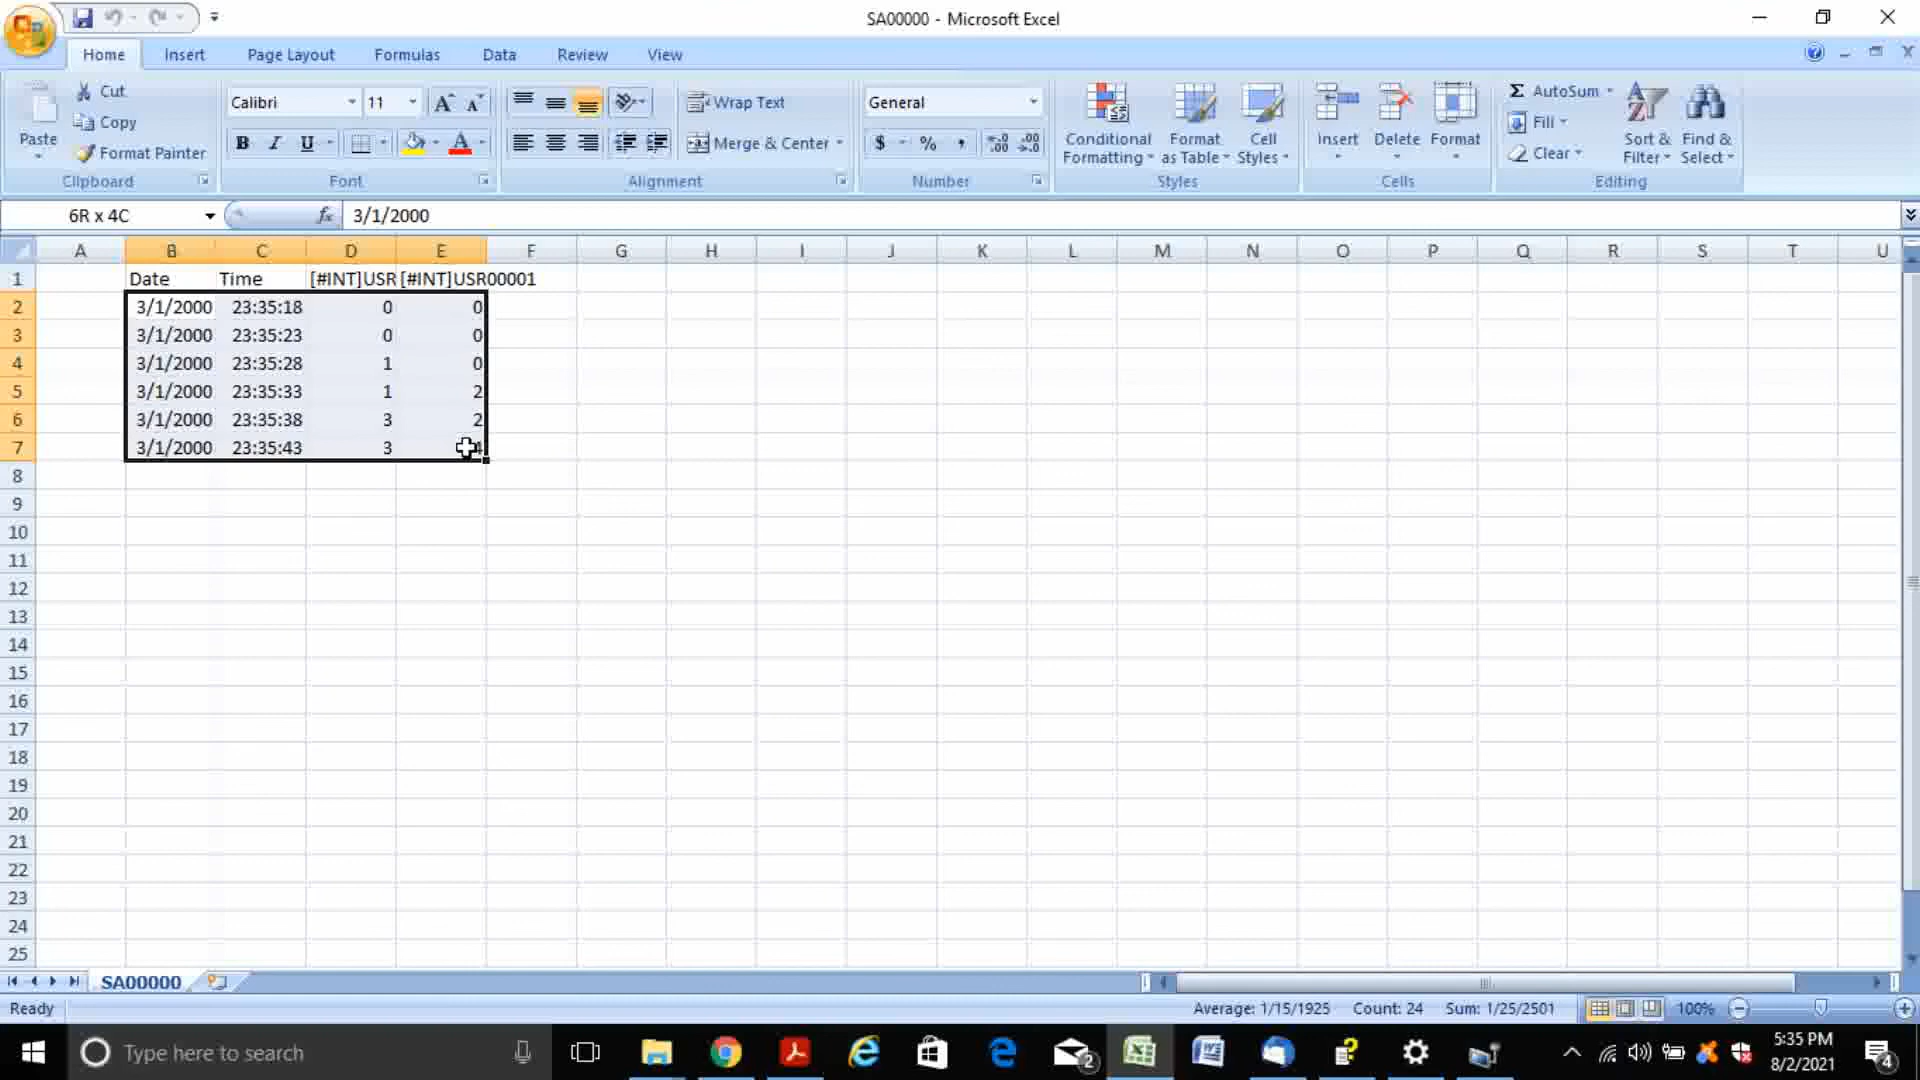 SA00000 - Microsoft Excel
Home Insert Page Layout Formulas Data Review View
Paste
Cut
Copy
Format Painter
Clipboard
Calibri 11
B I U
Font
Wrap Text
Merge & Center
Alignment
General
$ % ,
Number
Conditional Formatting
Format as Table
Cell Styles
Styles
Insert Delete Format
Cells
Σ AutoSum
Fill
Clear
Sort & Filter
Find & Select
Editing
6R x 4C fx 3/1/2000
A B C D E F G H I J K L M N O P Q R S T U
1 Date Time [#INT]USR [#INT]USR00001
2 3/1/2000 23:35:18 0 0
3 3/1/2000 23:35:23 0 0
4 3/1/2000 23:35:28 1 0
5 3/1/2000 23:35:33 1 2
6 3/1/2000 23:35:38 3 2
7 3/1/2000 23:35:43 3 4
8
9
10
11
12
13
14
15
16
17
18
19
20
21
22
23
24
25
SA00000
Ready Average: 1/15/1925 Count: 24 Sum: 1/25/2501 100%
Type here to search
2
5:35 PM
8/2/2021
4